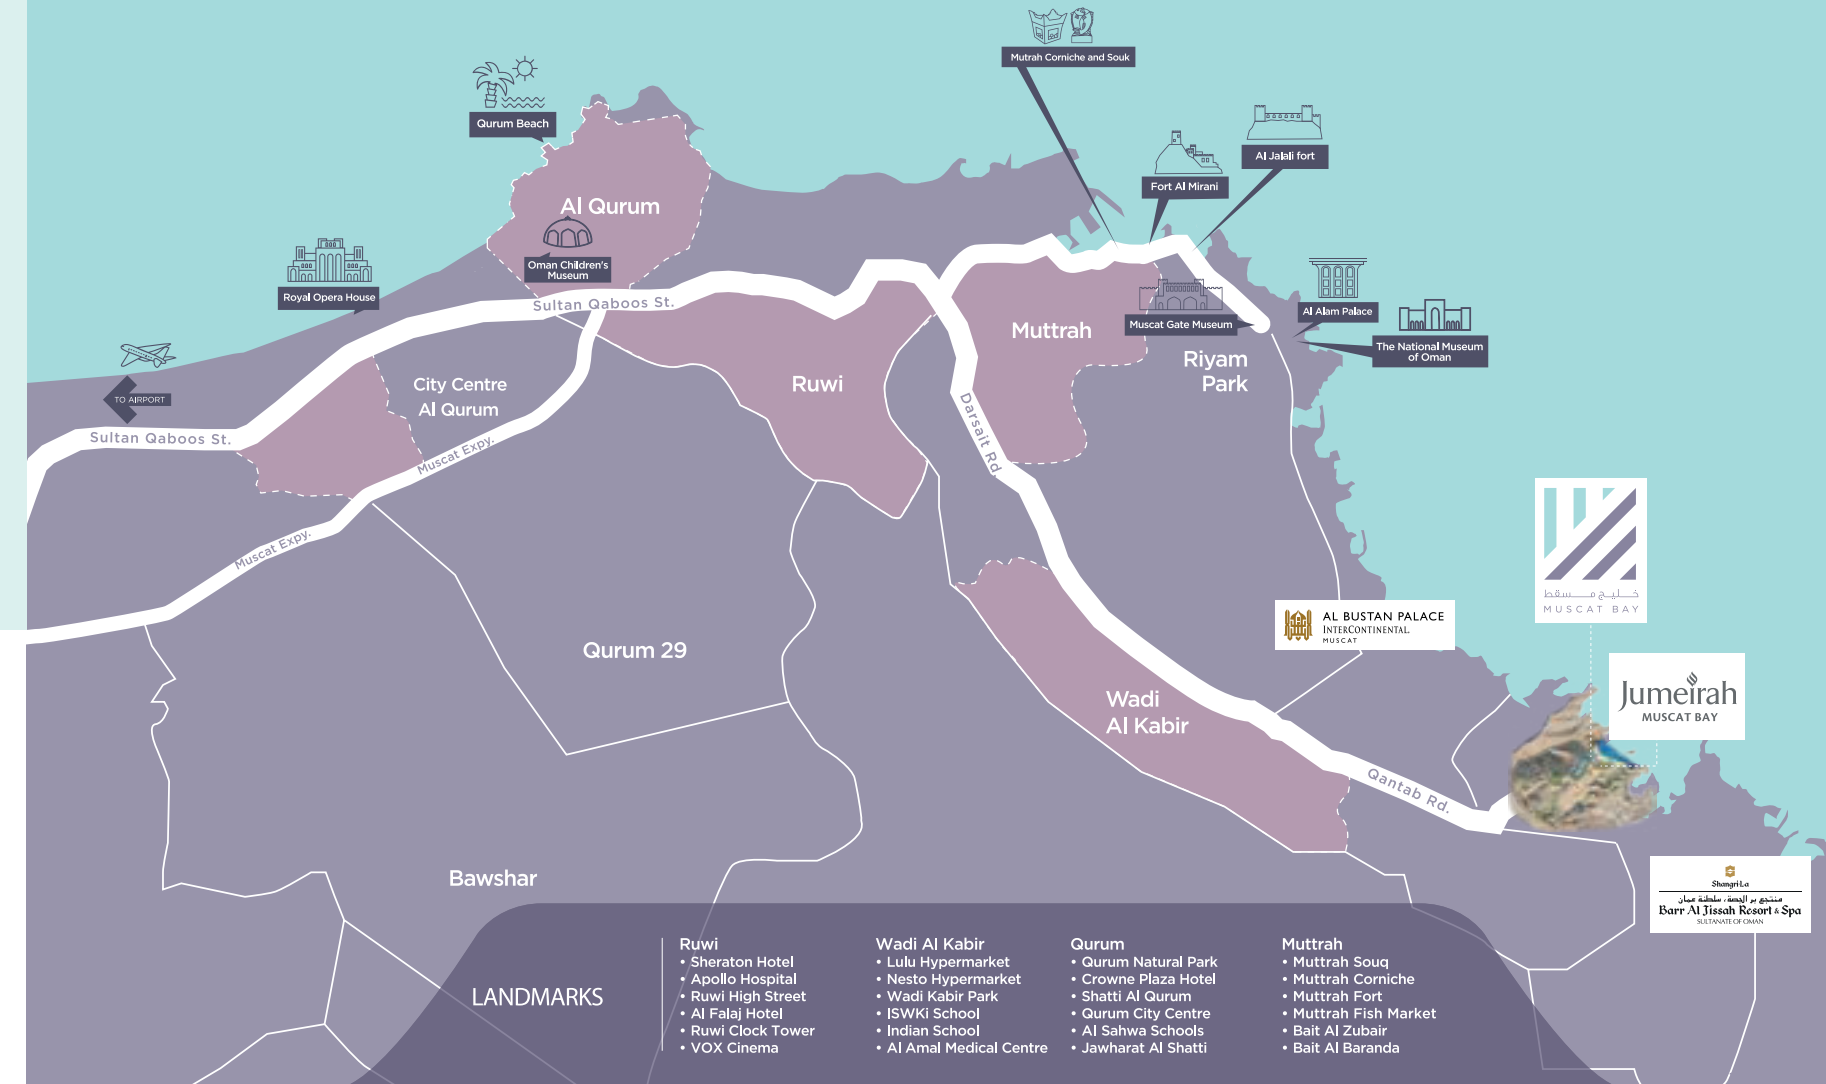 Mutrah Corniche and Souk
Qurum Beach
Al Jalali fort
Fort Al Mirani
Al Qurum
Oman Children's
Museum
Royal Opera House
Sultan Qaboos St.
Al Alam Palace
Muscat Gate Museum
Muttrah
The National Museum
of Oman
Riyam
Park
City Centre
Al Qurum
Ruwi
TO AIRPORT
Sultan Qaboos St.
Darsait Rd
Muscat Expy.
Muscat Expy.
خليج مسقط
MUSCAT BAY
AL BUSTAN PALACE
INTERCONTINENTAL
MUSCAT
Qurum 29
Jumeirah
MUSCAT BAY
Wadi
Al Kabir
Qantab Rd.
Bawshar
Shangri-La
منتجع بر الجصة، سلطنة عمان
Barr Al Jissah Resort & Spa
SULTANATE OF OMAN
LANDMARKS
Ruwi
• Sheraton Hotel
• Apollo Hospital
• Ruwi High Street
• Al Falaj Hotel
• Ruwi Clock Tower
• VOX Cinema
Wadi Al Kabir
• Lulu Hypermarket
• Nesto Hypermarket
• Wadi Kabir Park
• ISWKi School
• Indian School
• Al Amal Medical Centre
Qurum
• Qurum Natural Park
• Crowne Plaza Hotel
• Shatti Al Qurum
• Qurum City Centre
• Al Sahwa Schools
• Jawharat Al Shatti
Muttrah
• Muttrah Souq
• Muttrah Corniche
• Muttrah Fort
• Muttrah Fish Market
• Bait Al Zubair
• Bait Al Baranda